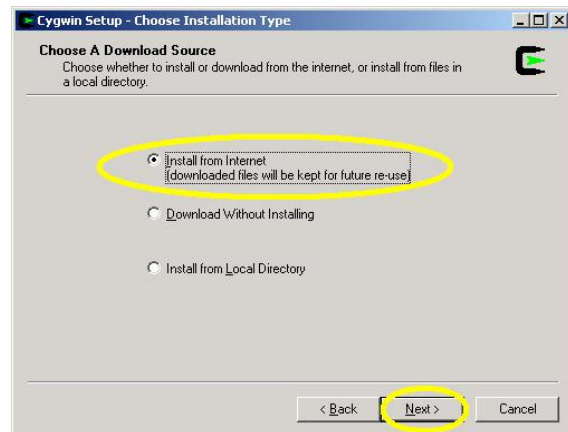 Cygwin Setup - Choose Installation Type
Choose A Download Source
Choose whether to install or download from the internet, or install from files in
a local directory.
Install from Internet
(downloaded files will be kept for future re-use)
Download Without Installing
Install from Local Directory
< Back Next > Cancel